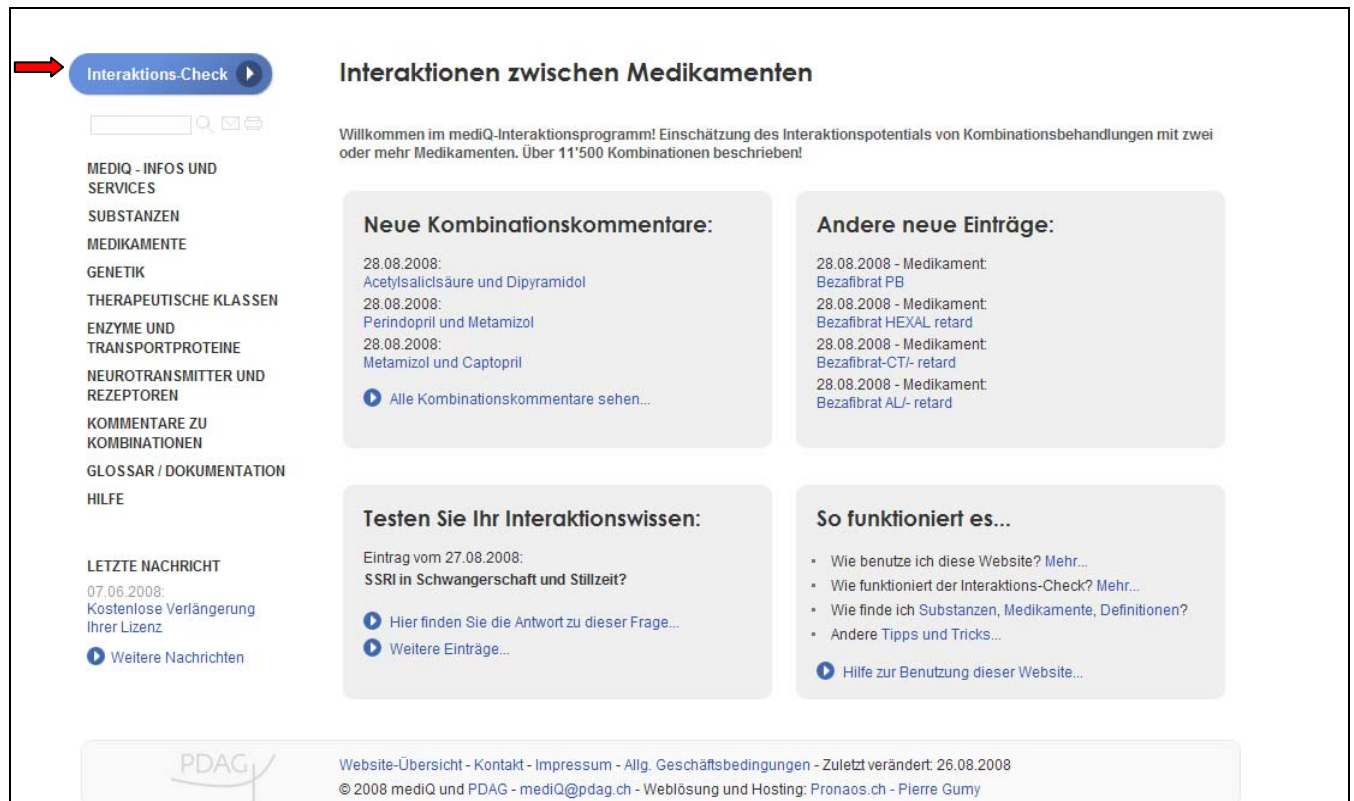 Interaktions-Check
MEDIQ - INFOS UND
SERVICES
SUBSTANZEN
MEDIKAMENTE
GENETIK
THERAPEUTISCHE KLASSEN
ENZYME UND
TRANSPORTPROTEINE
NEUROTRANSMITTER UND
REZEPTOREN
KOMMENTARE ZU
KOMBINATIONEN
GLOSSAR / DOKUMENTATION
HILFE
LETZTE NACHRICHT
07.06.2008:
Kostenlose Verlängerung
Ihrer Lizenz
Weitere Nachrichten
Interaktionen zwischen Medikamenten
Willkommen im mediQ-Interaktionsprogramm! Einschätzung des Interaktionspotentials von Kombinationsbehandlungen mit zwei
oder mehr Medikamenten. Über 11'500 Kombinationen beschrieben!
Neue Kombinationskommentare:
28.08.2008:
Acetylsaliclsäure und Dipyramidol
28.08.2008:
Perindopril und Metamizol
28.08.2008:
Metamizol und Captopril
Alle Kombinationskommentare sehen...
Andere neue Einträge:
28.08.2008 - Medikament:
Bezafibrat PB
28.08.2008 - Medikament:
Bezafibrat HEXAL retard
28.08.2008 - Medikament:
Bezafibrat-CT/- retard
28.08.2008 - Medikament:
Bezafibrat AL/- retard
Testen Sie Ihr Interaktionswissen:
Eintrag vom 27.08.2008:
SSRI in Schwangerschaft und Stillzeit?
Hier finden Sie die Antwort zu dieser Frage...
Weitere Einträge...
So funktioniert es...
• Wie benutze ich diese Website? Mehr...
• Wie funktioniert der Interaktions-Check? Mehr...
• Wie finde ich Substanzen, Medikamente, Definitionen?
• Andere Tipps und Tricks...
Hilfe zur Benutzung dieser Website...
PDAG
Website-Übersicht - Kontakt - Impressum - Allg. Geschäftsbedingungen - Zuletzt verändert: 26.08.2008
© 2008 mediQ und PDAG - mediQ@pdag.ch - Weblösung und Hosting: Pronaos.ch - Pierre Gumy